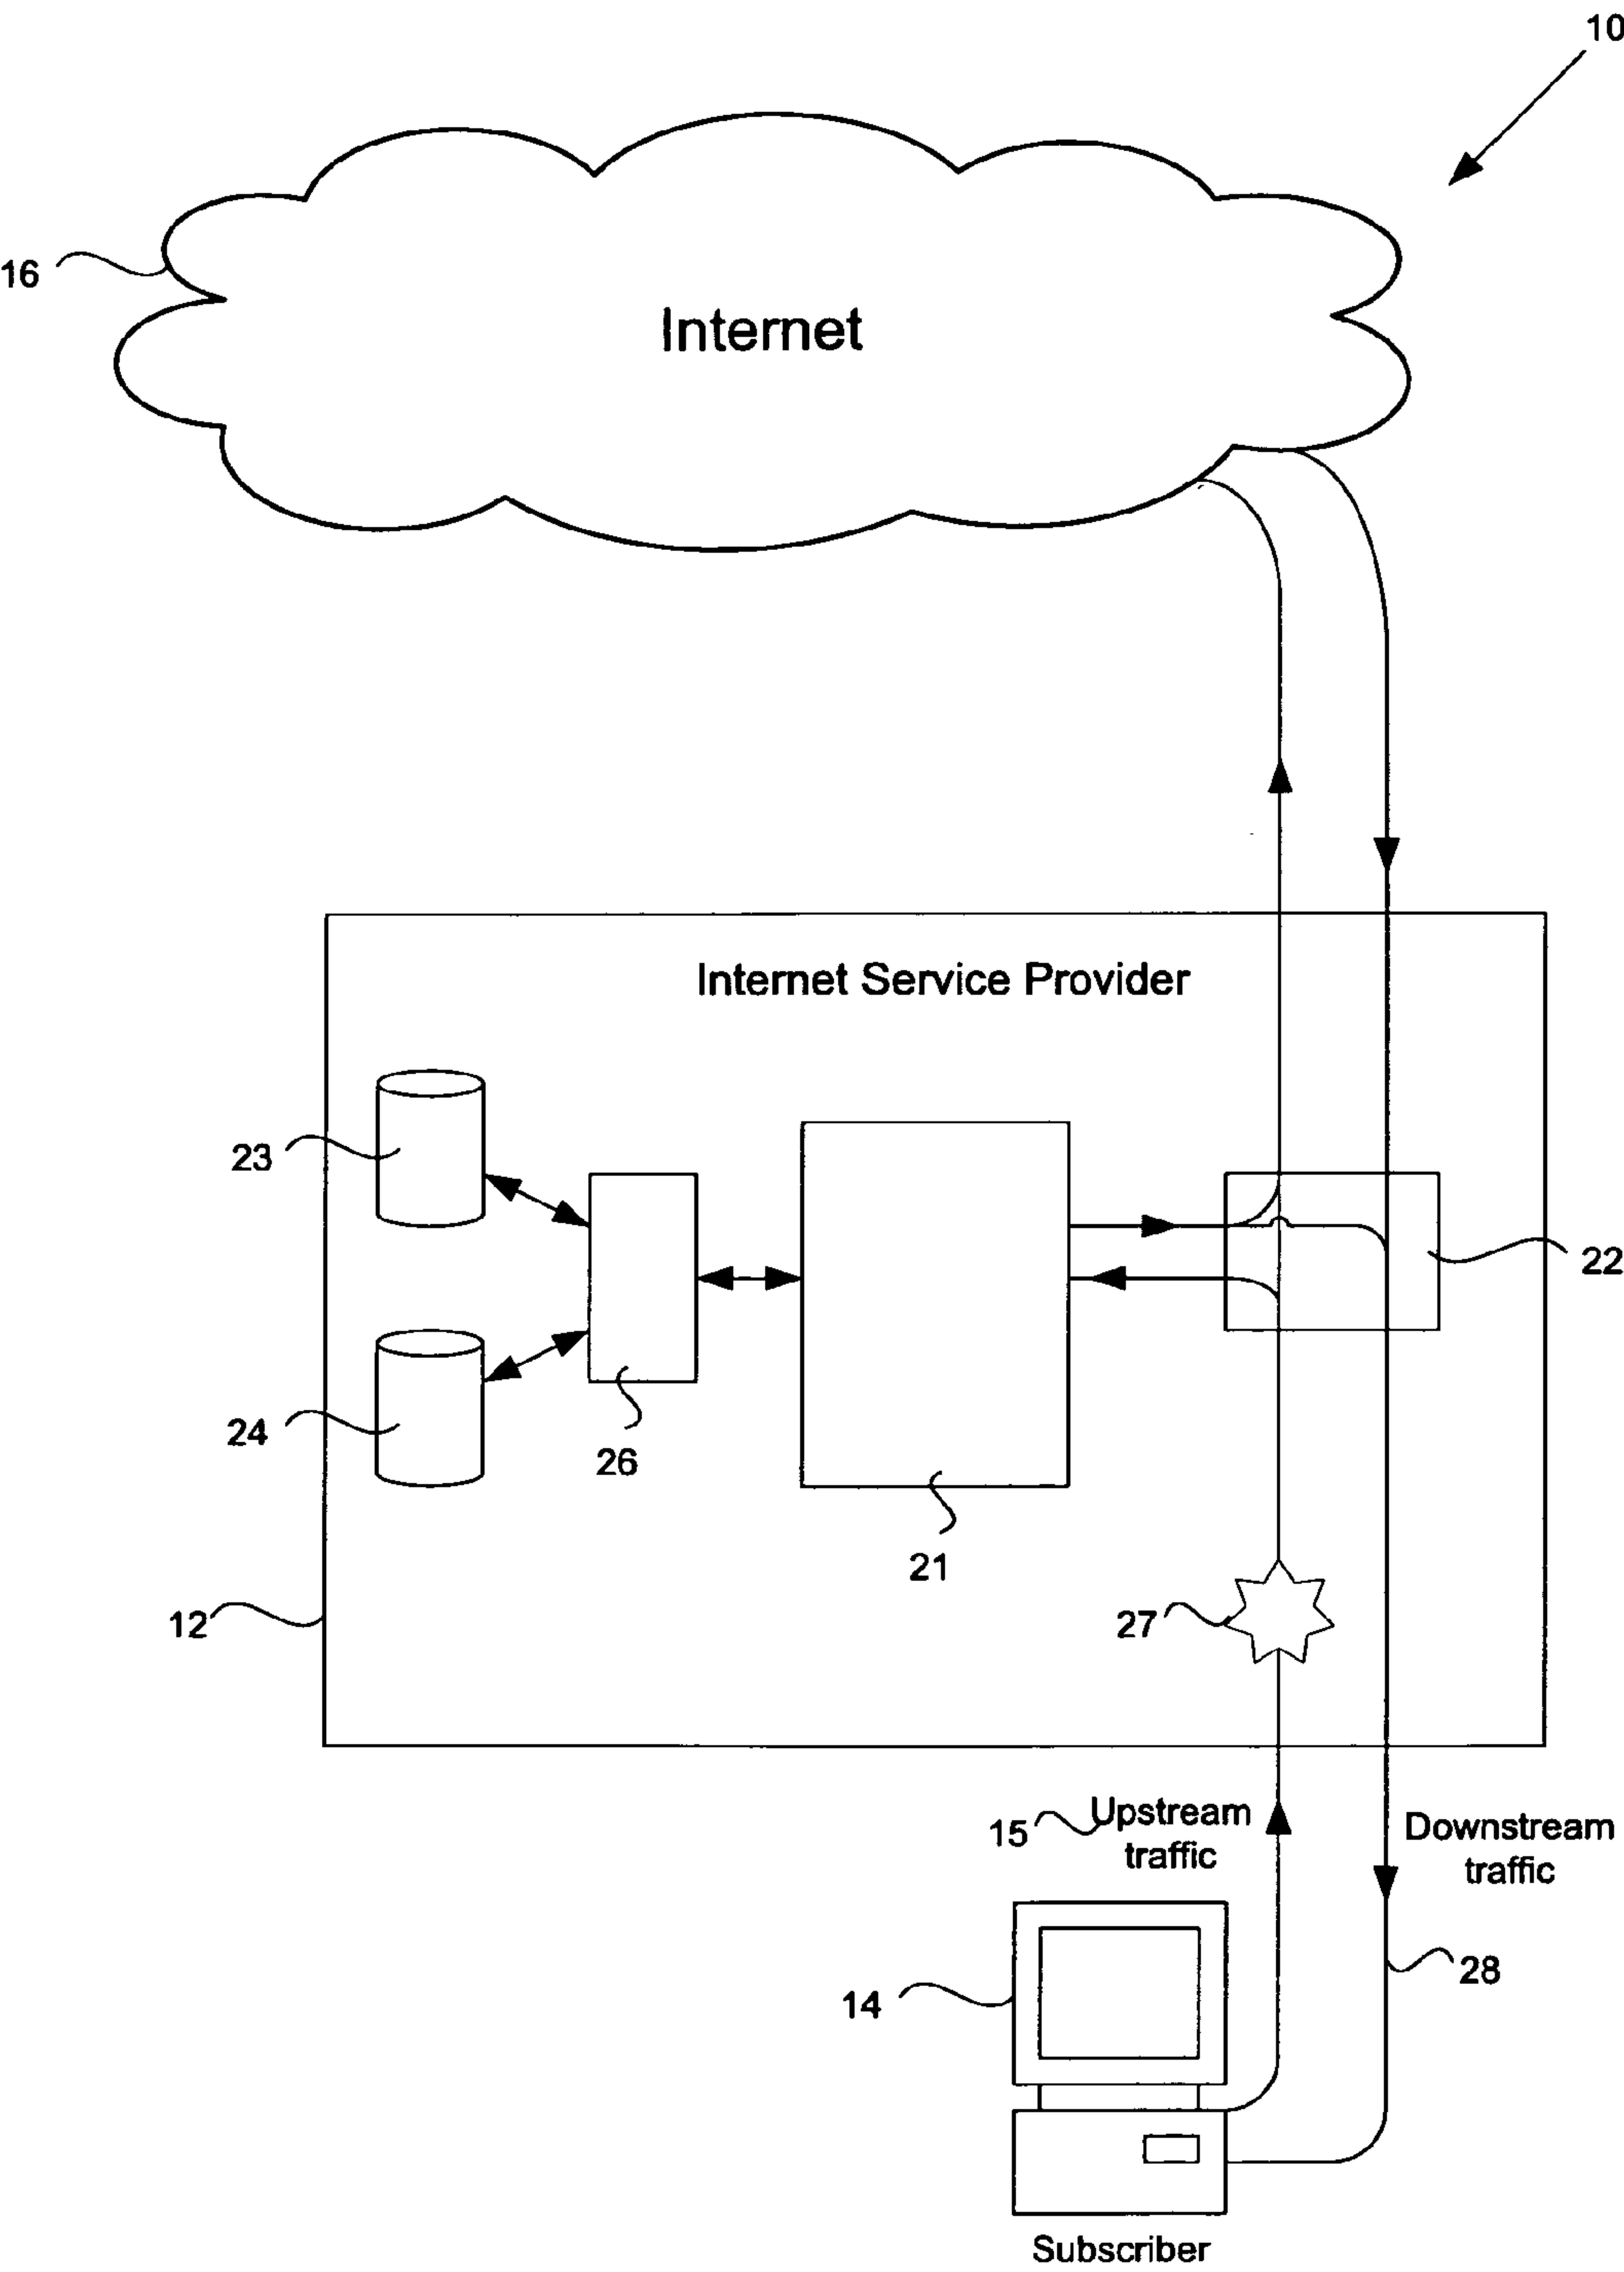 10
16
Internet
Internet Service Provider
23
22
24
26
21
12
27
15
Upstream
traffic
Downstream
traffic
28
14
Subscriber